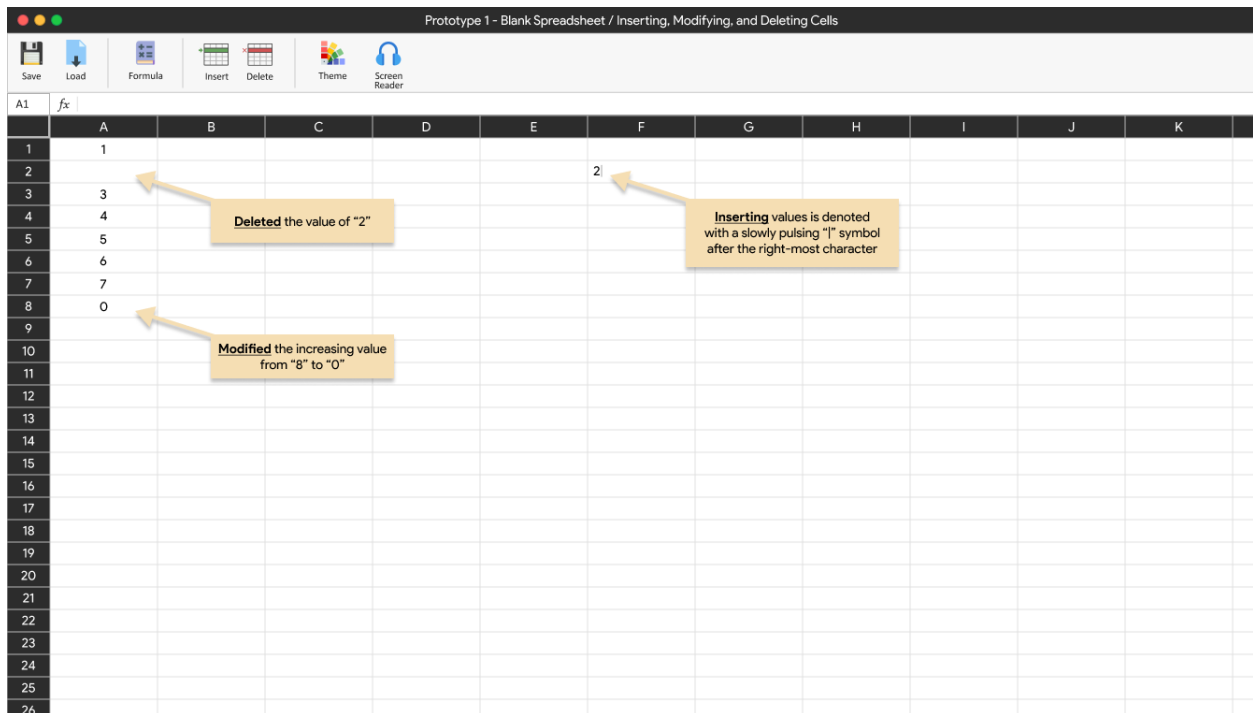 Prototype 1 - Blank Spreadsheet / Inserting, Modifying, and Deleting Cells
Save Load Formula Insert Delete Theme Screen
Reader
A1 fx
A B C D E F G H I J K
1 1
2 2|
3 3
4 4
5 5
6 6
7 7
8 0
9
10
11
12
13
14
15
16
17
18
19
20
21
22
23
24
25
26
Deleted the value of “2”
Inserting values is denoted
with a slowly pulsing “|” symbol
after the right-most character
Modified the increasing value
from “8” to “0”